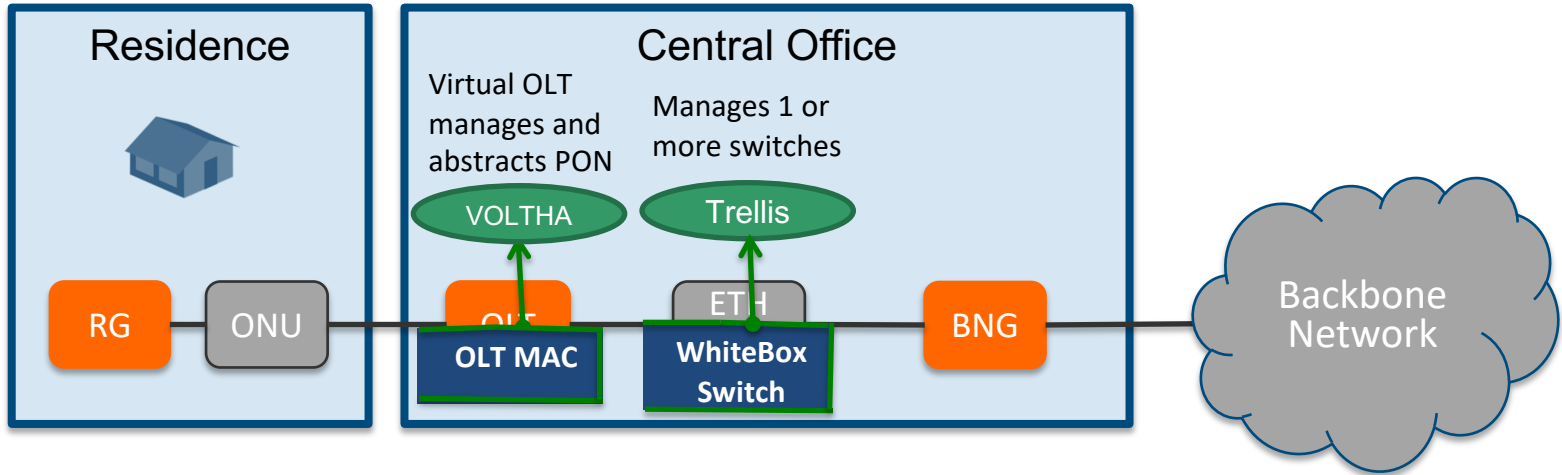 Residence
Central Office
Virtual OLT
manages and
abstracts PON
Manages 1 or
more switches
VOLTHA
Trellis
RG
ONU
OLT
OLT MAC
ETH
WhiteBox
Switch
BNG
Backbone
Network